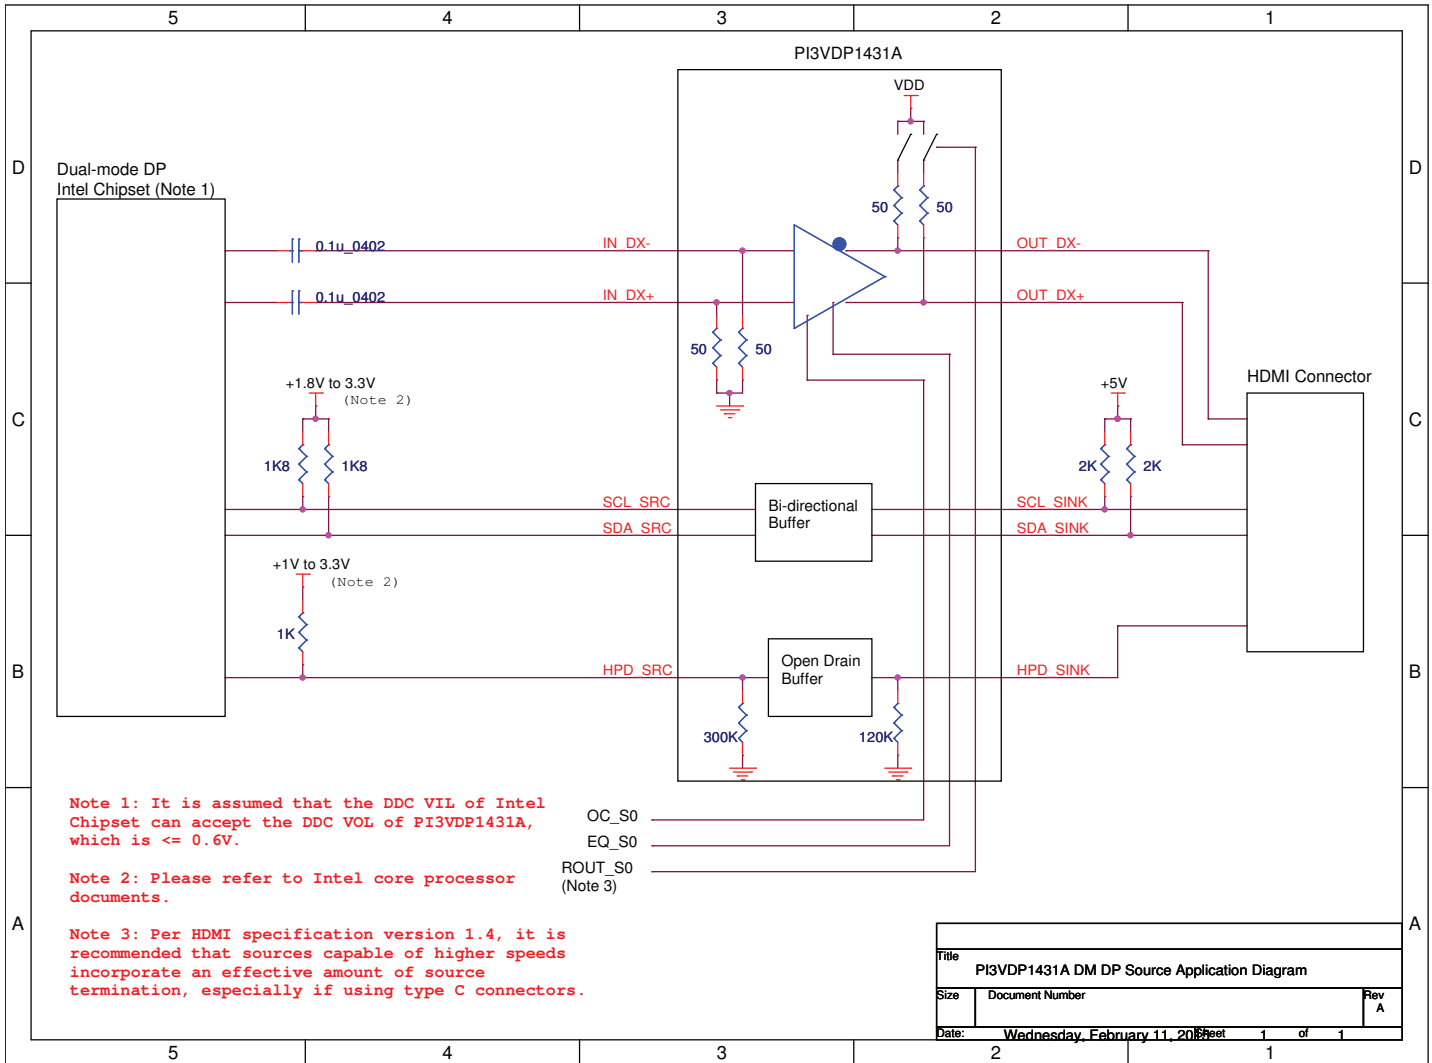 5 4 3 2 1
PI3VDP1431A
VDD
D D
Dual-mode DP
Intel Chipset (Note 1)
50 50
0.1u_0402 IN_DX- OUT_DX-
0.1u_0402 IN_DX+ OUT_DX+
50 50
+1.8V to 3.3V
(Note 2)
+5V
HDMI Connector
C C
1K8 1K8
2K 2K
SCL_SRC SCL_SINK
Bi-directional
Buffer
SDA_SRC SDA_SINK
+1V to 3.3V
(Note 2)
1K
Open Drain
Buffer
HPD_SRC HPD_SINK
B B
300K 120K
Note 1: It is assumed that the DDC VIL of Intel
Chipset can accept the DDC VOL of PI3VDP1431A,
which is <= 0.6V.
OC_S0
EQ_S0
ROUT_S0
(Note 3)
Note 2: Please refer to Intel core processor
documents.
A A
Note 3: Per HDMI specification version 1.4, it is
recommended that sources capable of higher speeds
incorporate an effective amount of source
termination, especially if using type C connectors.
Title
PI3VDP1431A DM DP Source Application Diagram
Size Document Number Rev
A
Date: Wednesday, February 11, Sheet 1 of 1
5 4 3 2 1